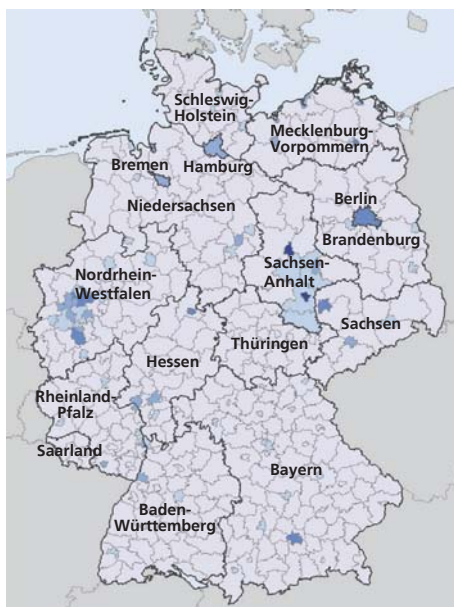 Schleswig-
Holstein
Mecklenburg-
Vorpommern
Bremen
Hamburg
Niedersachsen
Berlin
Brandenburg
Sachsen-
Anhalt
Nordrhein-
Westfalen
Sachsen
Thüringen
Hessen
Rheinland-
Pfalz
Saarland
Bayern
Baden-
Württemberg